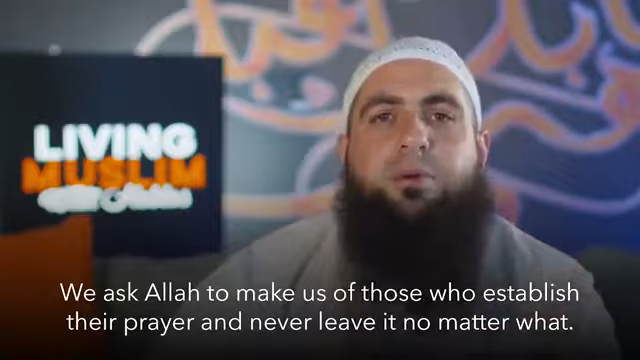 LIVING
MUSLIM
We ask Allah to make us of those who establish
their prayer and never leave it no matter what.